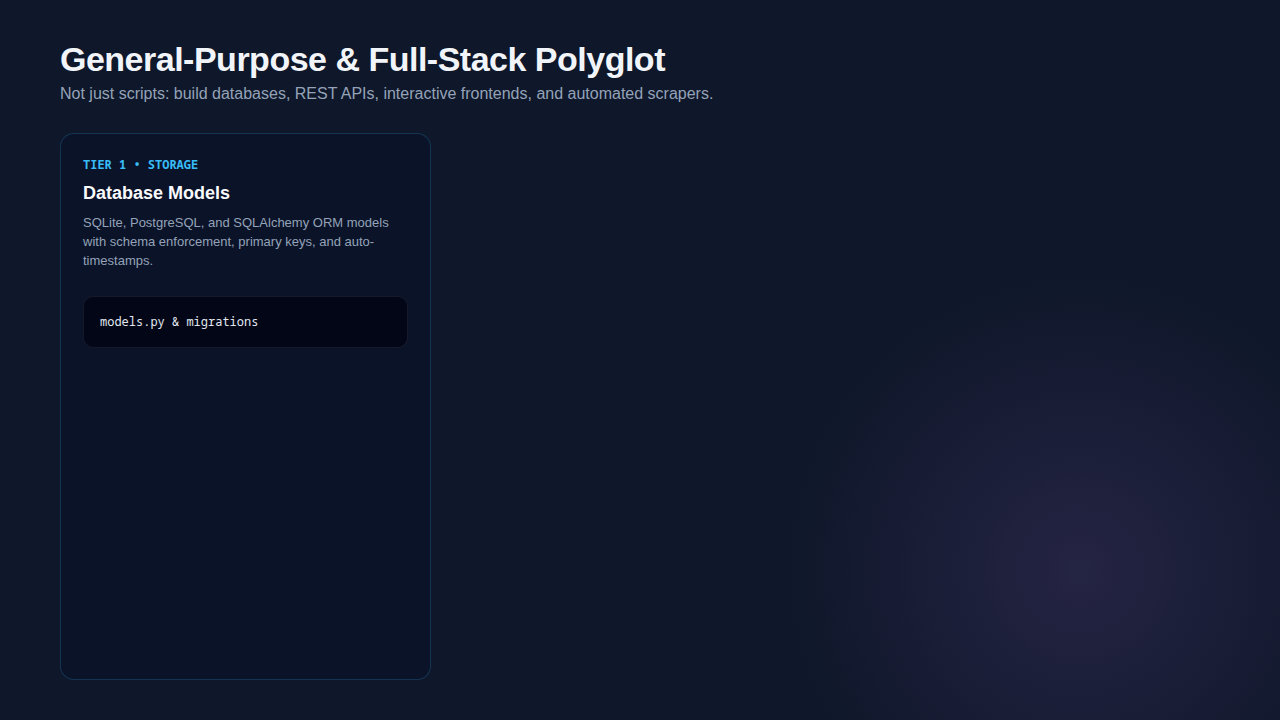 General-Purpose & Full-Stack Polyglot
Not just scripts: build databases, REST APIs, interactive frontends, and automated scrapers.
TIER 1 • STORAGE
Database Models
SQLite, PostgreSQL, and SQLAlchemy ORM models
with schema enforcement, primary keys, and auto-
timestamps.
models.py & migrations